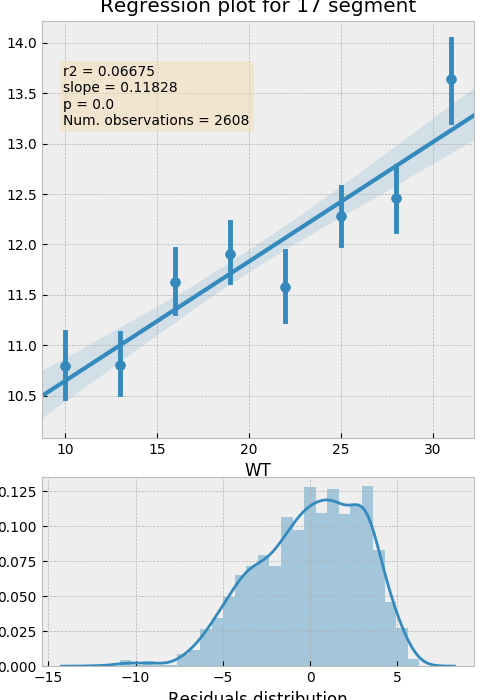 Regression plot for 17 segment
14.0
13.5
13.0
12.5
12.0
11.5
11.0
10.5
r2 = 0.06675
slope = 0.11828
p = 0.0
Num. observations = 2608
10 15 20 25 30
WT
0.125
0.100
0.075
0.050
0.025
0.000
−15 −10 −5 0 5
Residuals distribution